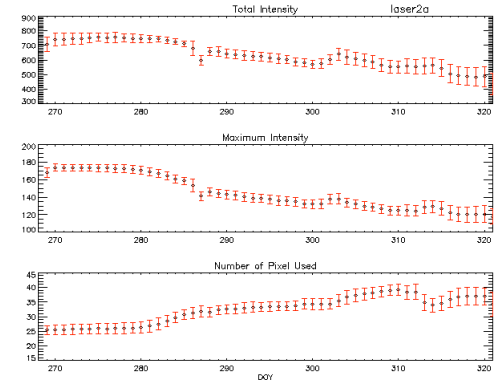 Total Intensity laser2a
900
800
700
600
500
400
300
270 280 290 300 310 320
Maximum Intensity
200
180
160
140
120
100
270 280 290 300 310 320
Number of Pixel Used
45
40
35
30
25
20
15
270 280 290 300 310 320
DOY